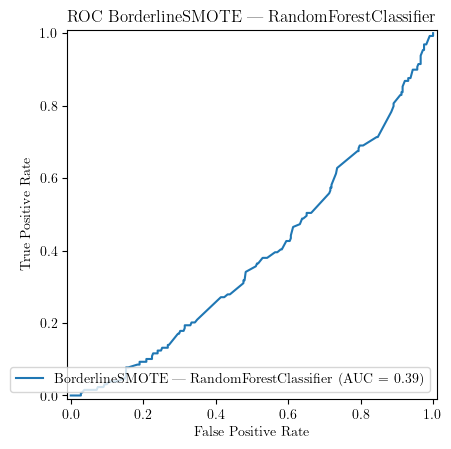 ROC BorderlineSMOTE — RandomForestClassifier
1.0
0.8
0.6
0.4
0.2
0.0
True Positive Rate
BorderlineSMOTE — RandomForestClassifier (AUC = 0.39)
0.0 0.2 0.4 0.6 0.8 1.0
False Positive Rate